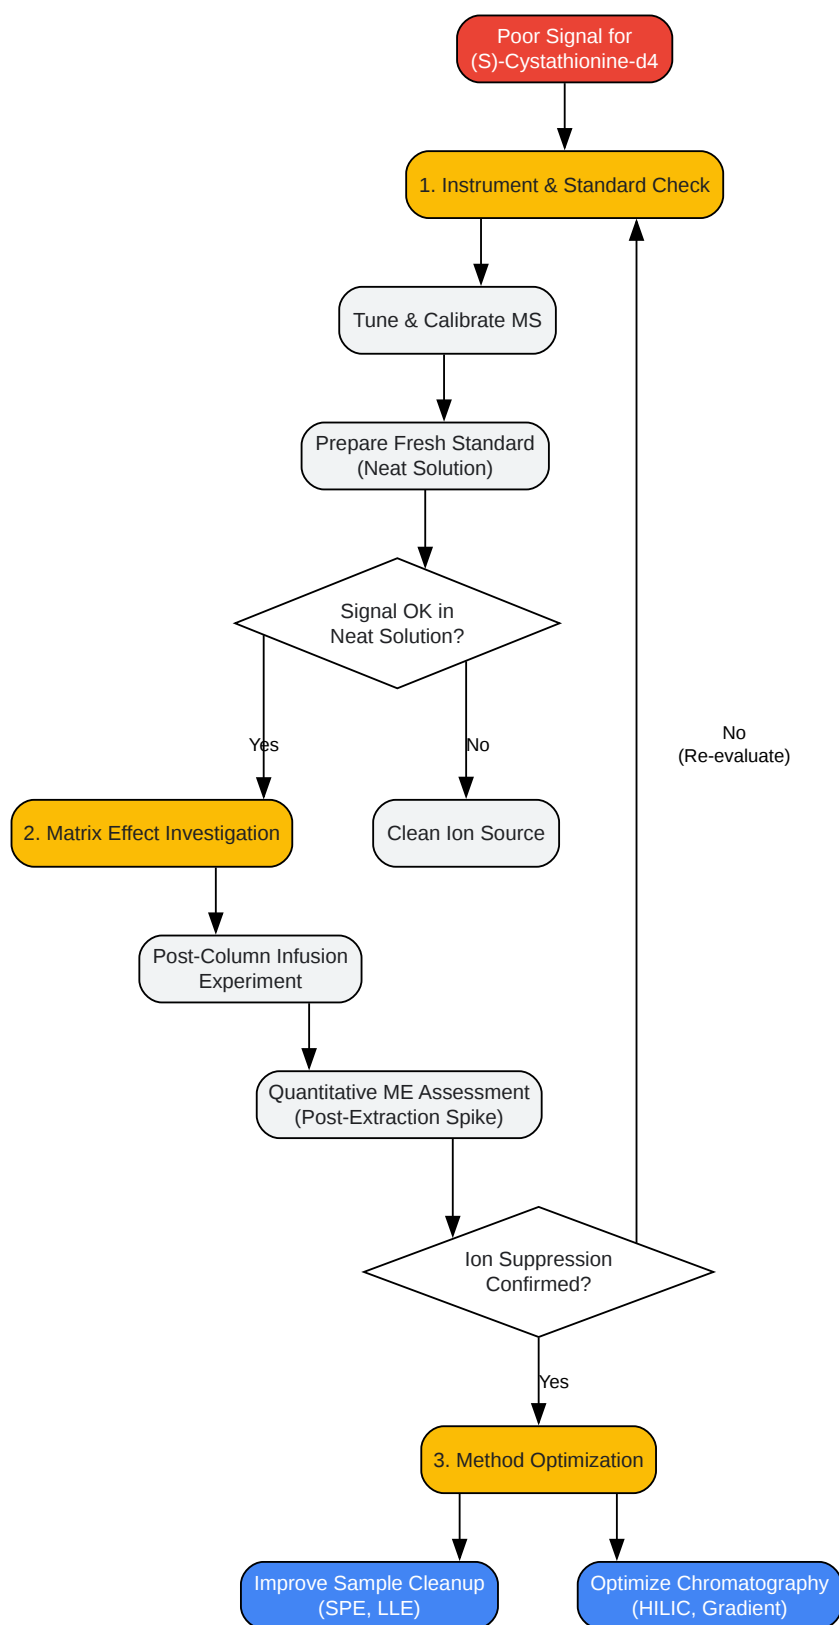 Poor Signal for
(S)-Cystathionine-d4
1. Instrument & Standard Check
Tune & Calibrate MS
Prepare Fresh Standard
(Neat Solution)
Signal OK in
Neat Solution?
Yes
No
No
(Re-evaluate)
2. Matrix Effect Investigation
Clean Ion Source
Post-Column Infusion
Experiment
Quantitative ME Assessment
(Post-Extraction Spike)
Ion Suppression
Confirmed?
Yes
3. Method Optimization
Improve Sample Cleanup
(SPE, LLE)
Optimize Chromatography
(HILIC, Gradient)